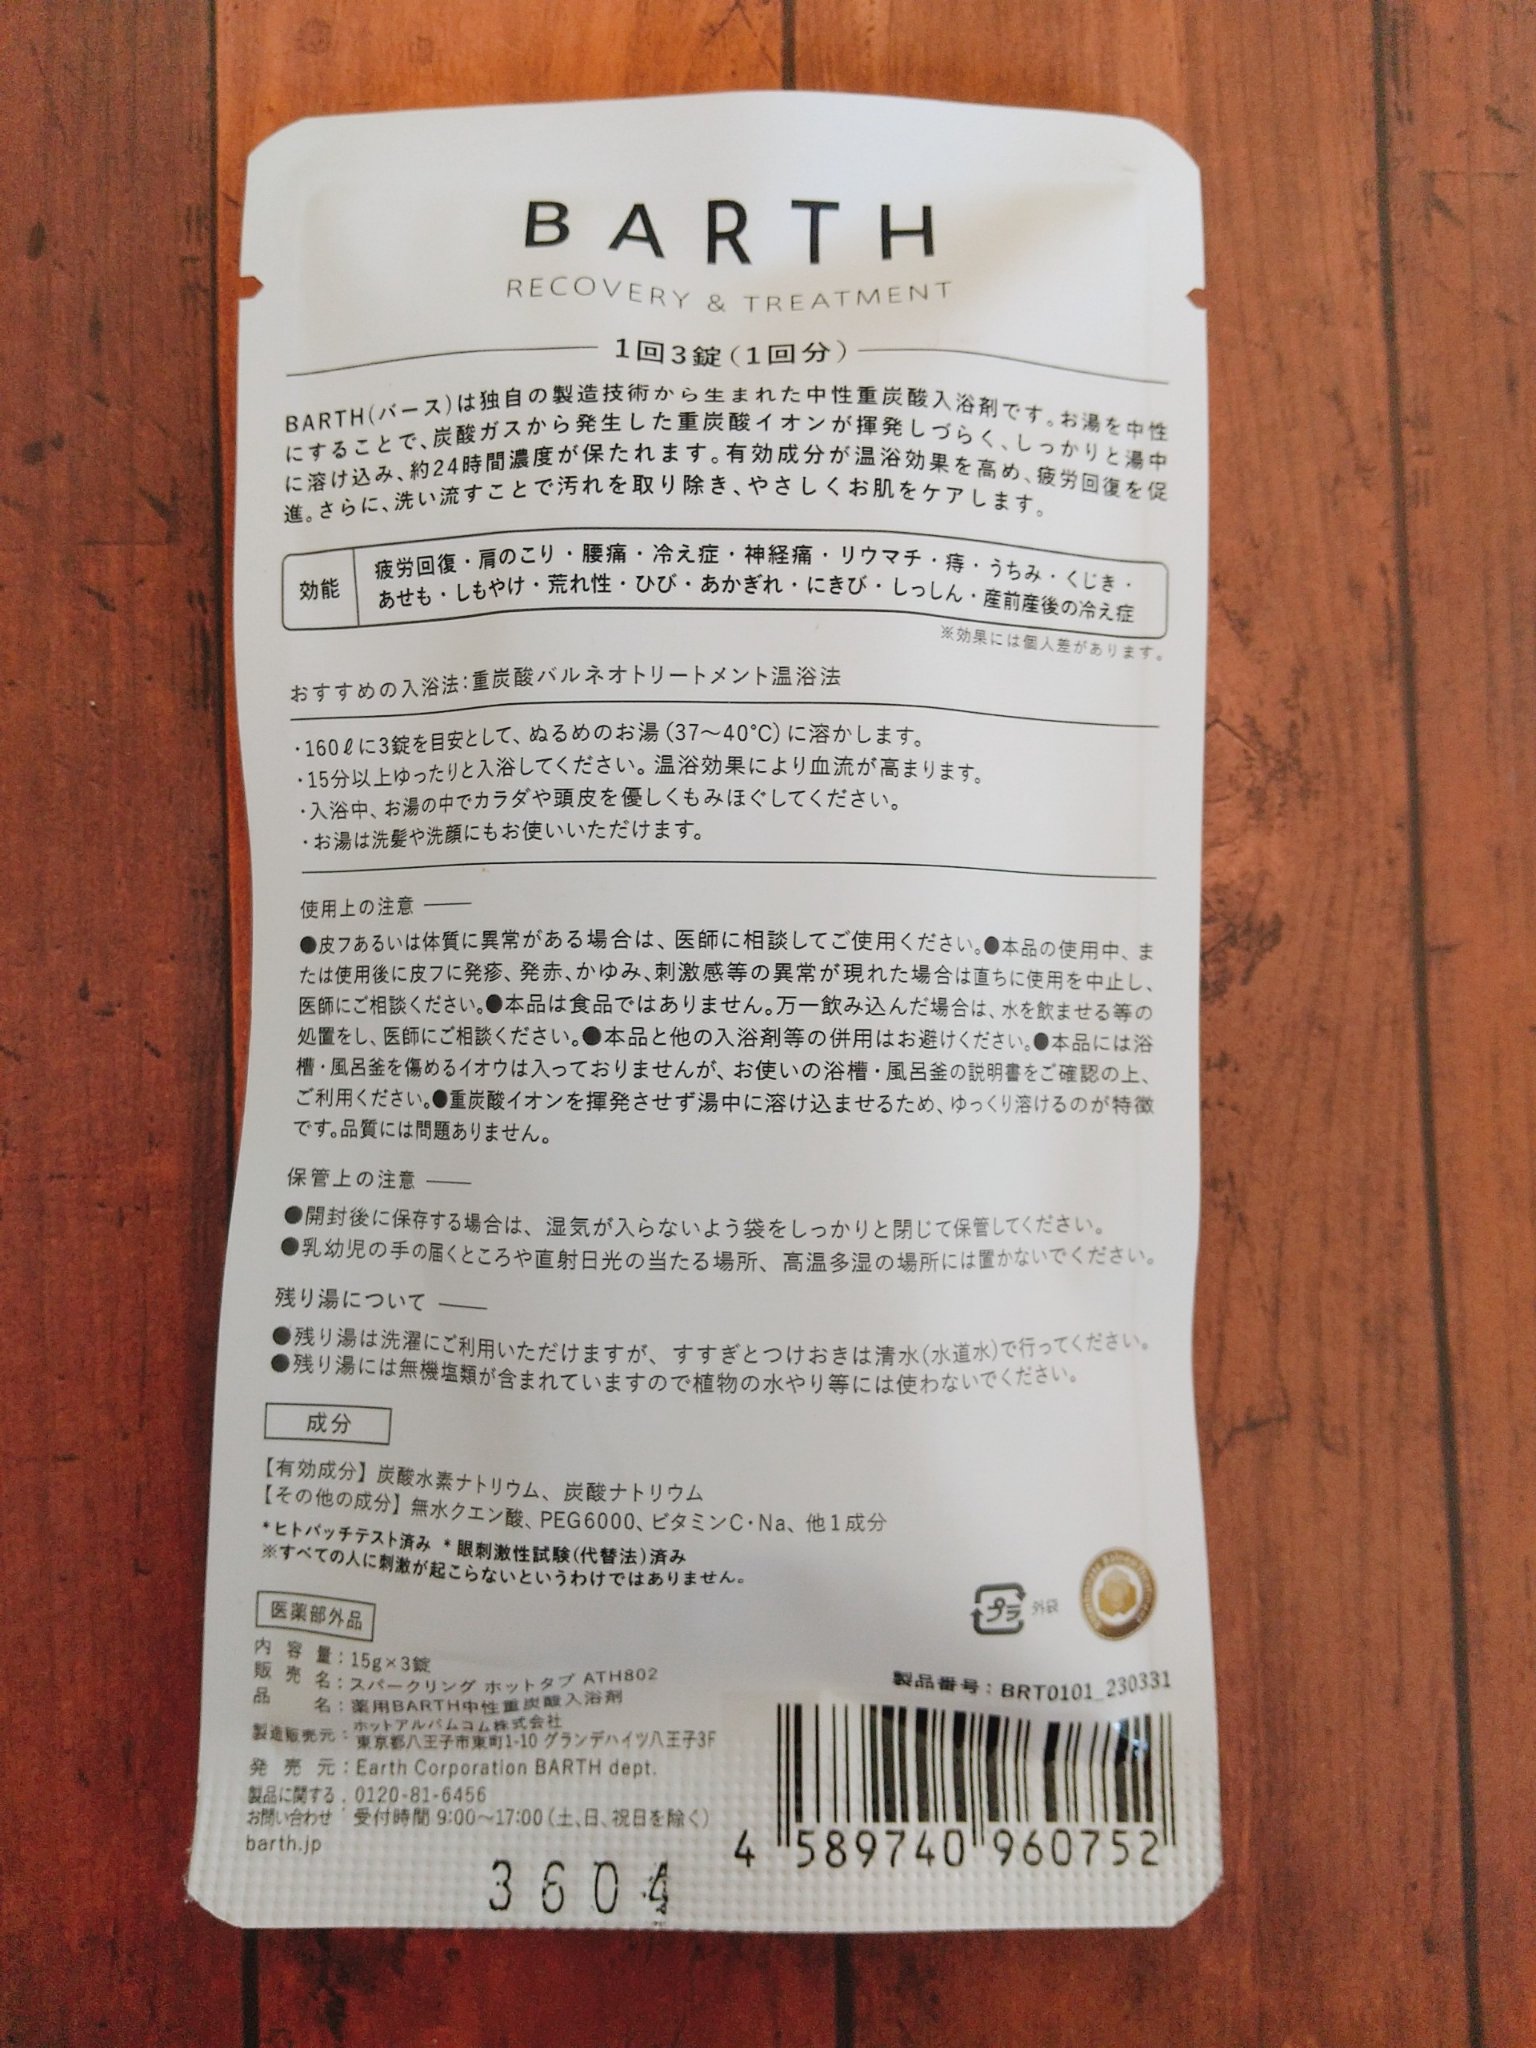 BARTH
RECOVERY & TREATMENT
1回3錠(1回分)
BARTH(バース)は独自の製造技術から生まれた中性重炭酸入浴剤です。お湯を中性
にすることで、炭酸ガスから発生した重炭酸イオンが揮発しづらく、しっかりと湯中
に溶け込み、約24時間濃度が保たれます。有効成分が温浴効果を高め、疲労回復を促
進。さらに、洗い流すことで汚れを取り除き、やさしくお肌をケアします。
効能
疲労回復・肩のこり・腰痛・冷え症・神経痛・リウマチ・痔・うちみ・くじき・
あせも・しもやけ・荒れ性・ひび・あかぎれ・にきび・しっしん・産前産後の冷え症
※効果には個人差があります。
おすすめの入浴法:重炭酸バルネオトリートメント温浴法
・160ℓに3錠を目安として、ぬるめのお湯(37〜40℃)に溶かします。
・15分以上ゆったりと入浴してください。温浴効果により血流が高まります。
・入浴中、お湯の中でカラダや頭皮を優しくもみほぐしてください。
・お湯は洗髪や洗顔にもお使いいただけます。
使用上の注意
●皮フあるいは体質に異常がある場合は、医師に相談してご使用ください。●本品の使用中、ま
たは使用後に皮フに発疹、発赤、かゆみ、刺激感等の異常が現れた場合は直ちに使用を中止し、
医師にご相談ください。●本品は食品ではありません。万一飲み込んだ場合は、水を飲ませる等の
処置をし、医師にご相談ください。●本品と他の入浴剤等の併用はお避けください。●本品には浴
槽・風呂釜を傷めるイオウは入っておりませんが、お使いの浴槽・風呂釜の説明書をご確認の上、
ご利用ください。●重炭酸イオンを揮発させず湯中に溶け込ませるため、ゆっくり溶けるのが特徴
です。品質には問題ありません。
保管上の注意
●開封後に保存する場合は、湿気が入らないよう袋をしっかりと閉じて保管してください。
●乳幼児の手の届くところや直射日光の当たる場所、高温多湿の場所には置かないでください。
残り湯について
●残り湯は洗濯にご利用いただけますが、すすぎとつけおきは清水(水道水)で行ってください。
●残り湯には無機塩類が含まれていますので植物の水やり等には使わないでください。
成分
【有効成分】炭酸水素ナトリウム、炭酸ナトリウム
【その他の成分】無水クエン酸、PEG6000、ビタミンC・Na、他1成分
*ヒトパッチテスト済み *眼刺激性試験(代替法)済み
※すべての人に刺激が起こらないというわけではありません。
プラ 外袋
医薬部外品
内容量:15g×3錠
販売名:スパークリング ホットタブ ATH802
品名:薬用BARTH中性重炭酸入浴剤
製造販売元:ホットアルバムコム株式会社
東京都八王子市東町1-10 グランデハイツ八王子3F
発売元:Earth Corporation BARTH dept.
製品に関する お問い合わせ:0120-81-6456
受付時間 9:00〜17:00(土、日、祝日を除く)
barth.jp
製品番号:BRT0101_230331
4 589740 960752
3604